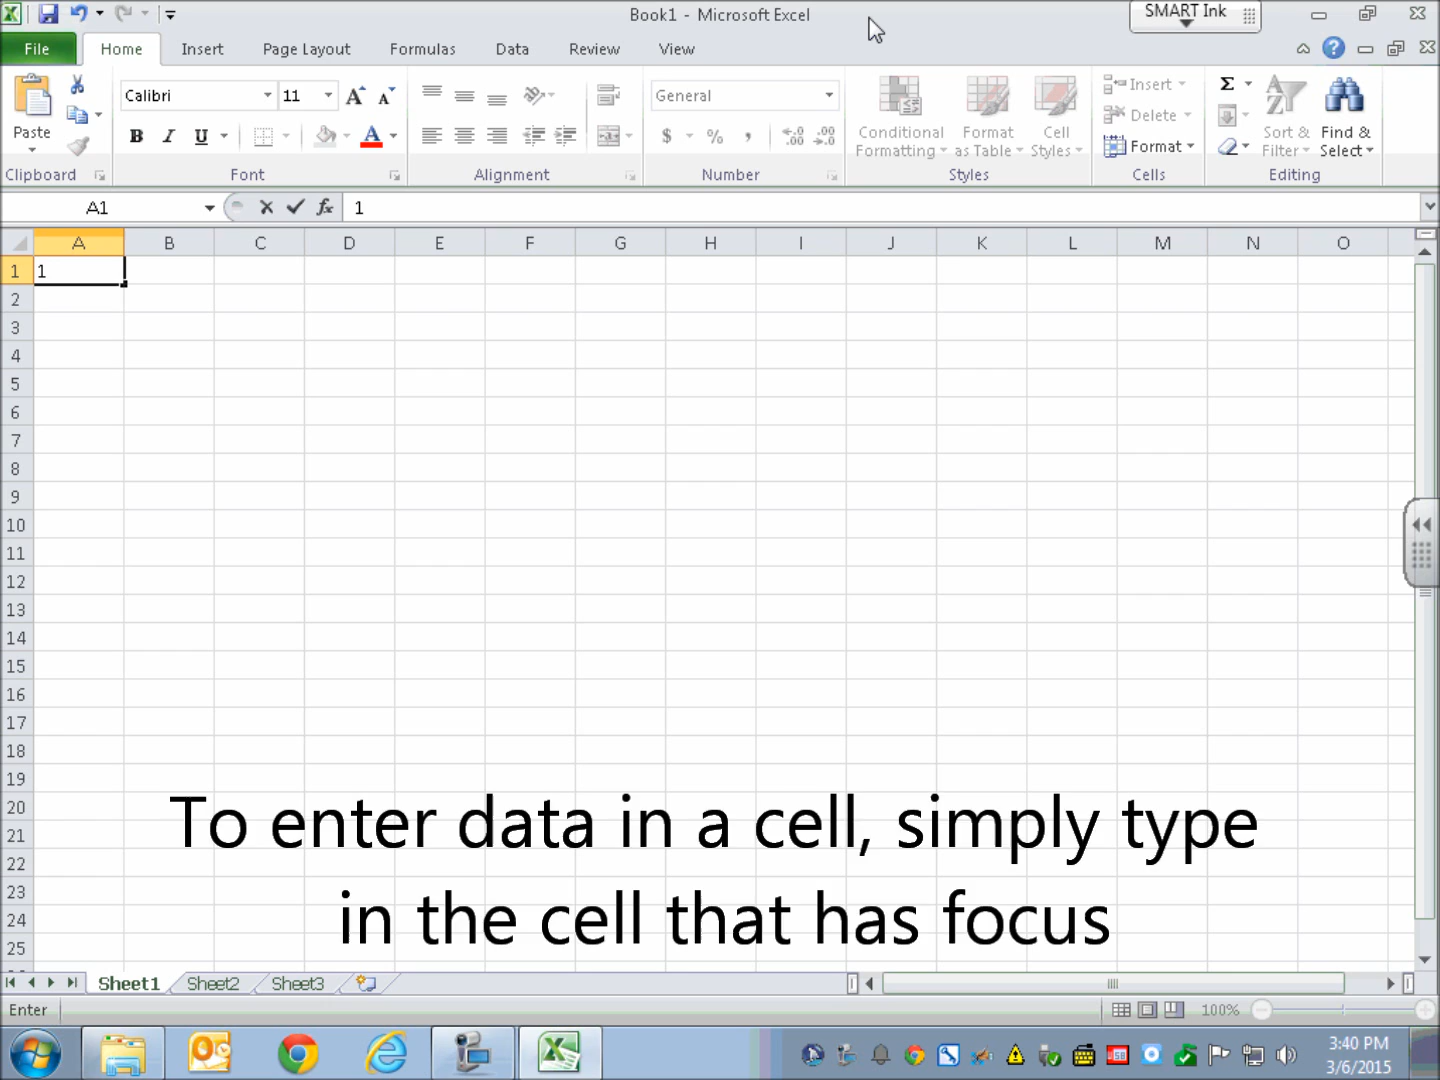 Book1 - Microsoft Excel
SMART Ink
File Home Insert Page Layout Formulas Data Review View
Calibri 11 General
Paste
B I U $ % ,
Conditional Formatting
Format as Table
Cell Styles
Insert
Delete
Format
Σ
Sort & Filter
Find & Select
Clipboard Font Alignment Number Styles Cells Editing
A1 fx 1
A B C D E F G H I J K L M N O
1 1
2
3
4
5
6
7
8
9
10
11
12
13
14
15
16
17
18
19
20
21
22
23
24
25
To enter data in a cell, simply type
in the cell that has focus
Sheet1 Sheet2 Sheet3
Enter 100%
3:40 PM
3/6/2015